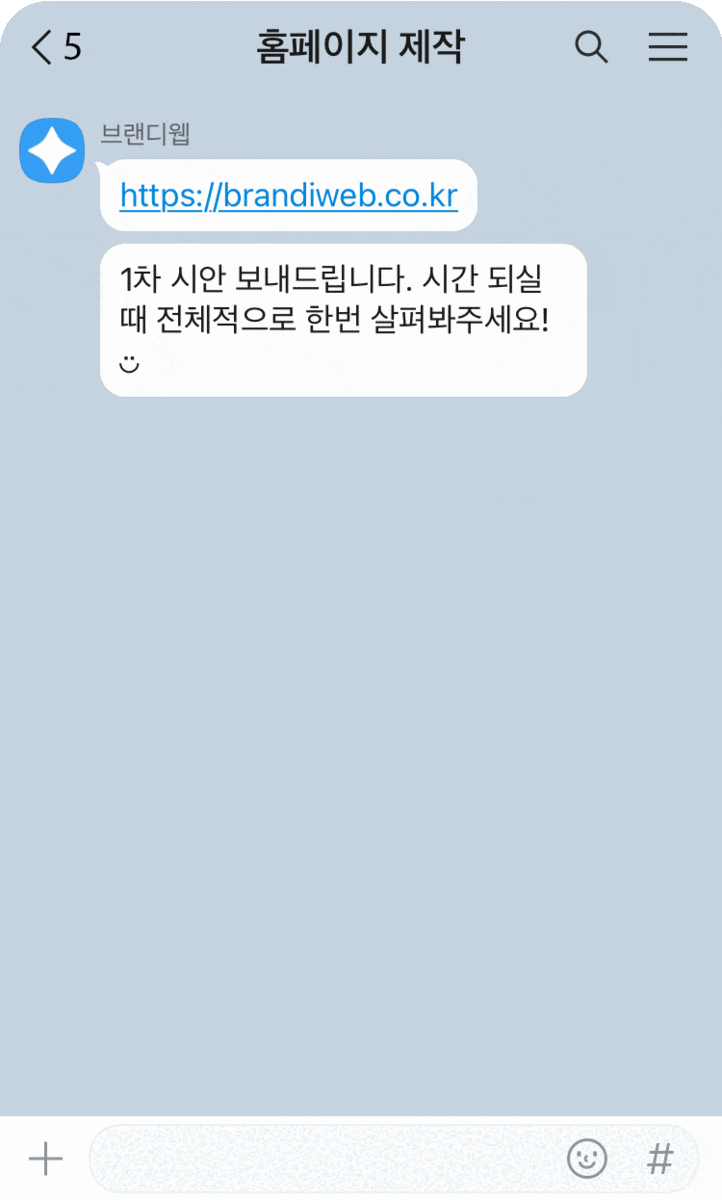 5
홈페이지 제작
브랜디웹
https://brandiweb.co.kr
1차 시안 보내드립니다. 시간 되실
때 전체적으로 한번 살펴봐주세요!
#